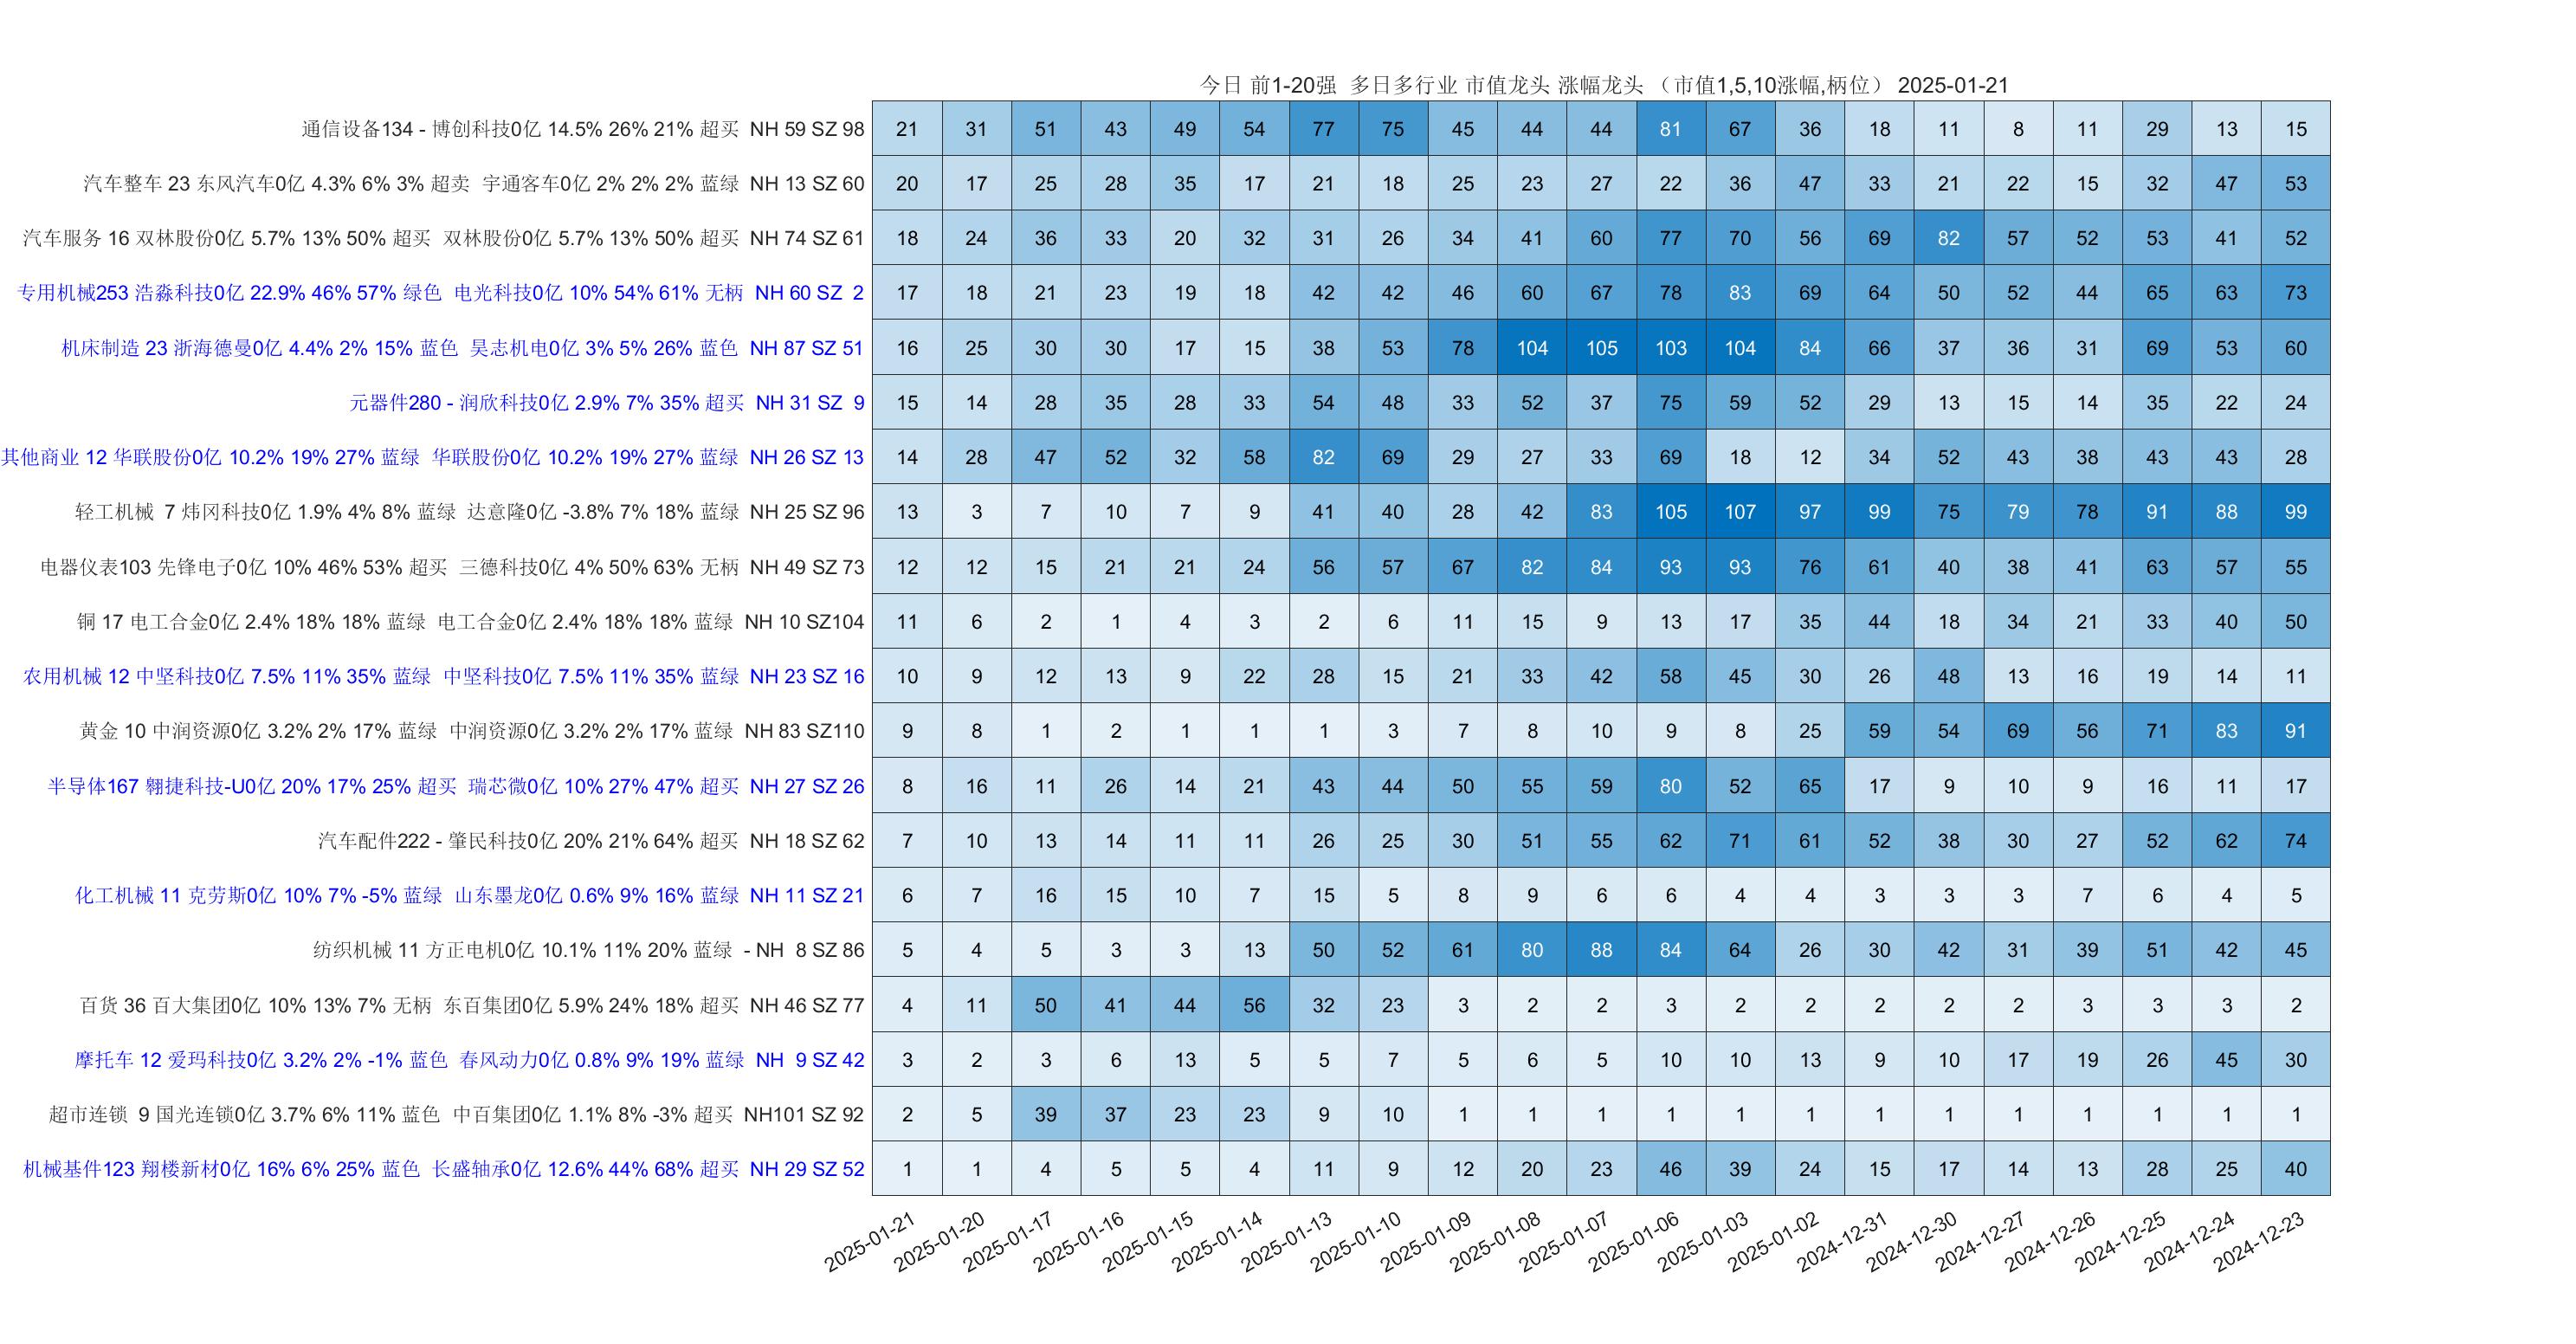 今日 前1-20强 多日多行业 市值龙头 涨幅龙头 （市值1,5,10涨幅,柄位） 2025-01-21
通信设备134 - 博创科技0亿 14.5% 26% 21% 超买 NH 59 SZ 98 21 31 51 43 49 54 77 75 45 44 44 81 67 36 18 11 8 11 29 13 15
汽车整车 23 东风汽车0亿 4.3% 6% 3% 超卖 宇通客车0亿 2% 2% 2% 蓝绿 NH 13 SZ 60 20 17 25 28 35 17 21 18 25 23 27 22 36 47 33 21 22 15 32 47 53
汽车服务 16 双林股份0亿 5.7% 13% 50% 超买 双林股份0亿 5.7% 13% 50% 超买 NH 74 SZ 61 18 24 36 33 20 32 31 26 34 41 60 77 70 56 69 82 57 52 53 41 52
专用机械253 浩淼科技0亿 22.9% 46% 57% 绿色 电光科技0亿 10% 54% 61% 无柄 NH 60 SZ 2 17 18 21 23 19 18 42 42 46 60 67 78 83 69 64 50 52 44 65 63 73
机床制造 23 浙海德曼0亿 4.4% 2% 15% 蓝色 昊志机电0亿 3% 5% 26% 蓝色 NH 87 SZ 51 16 25 30 30 17 15 38 53 78 104 105 103 104 84 66 37 36 31 69 53 60
元器件280 - 润欣科技0亿 2.9% 7% 35% 超买 NH 31 SZ 9 15 14 28 35 28 33 54 48 33 52 37 75 59 52 29 13 15 14 35 22 24
其他商业 12 华联股份0亿 10.2% 19% 27% 蓝绿 华联股份0亿 10.2% 19% 27% 蓝绿 NH 26 SZ 13 14 28 47 52 32 58 82 69 29 27 33 69 18 12 34 52 43 38 43 43 28
轻工机械 7 炜冈科技0亿 1.9% 4% 8% 蓝绿 达意隆0亿 -3.8% 7% 18% 蓝绿 NH 25 SZ 96 13 3 7 10 7 9 41 40 28 42 83 105 107 97 99 75 79 78 91 88 99
电器仪表103 先锋电子0亿 10% 46% 53% 超买 三德科技0亿 4% 50% 63% 无柄 NH 49 SZ 73 12 12 15 21 21 24 56 57 67 82 84 93 93 76 61 40 38 41 63 57 55
铜 17 电工合金0亿 2.4% 18% 18% 蓝绿 电工合金0亿 2.4% 18% 18% 蓝绿 NH 10 SZ104 11 6 2 1 4 3 2 6 11 15 9 13 17 35 44 18 34 21 33 40 50
农用机械 12 中坚科技0亿 7.5% 11% 35% 蓝绿 中坚科技0亿 7.5% 11% 35% 蓝绿 NH 23 SZ 16 10 9 12 13 9 22 28 15 21 33 42 58 45 30 26 48 13 16 19 14 11
黄金 10 中润资源0亿 3.2% 2% 17% 蓝绿 中润资源0亿 3.2% 2% 17% 蓝绿 NH 83 SZ110 9 8 1 2 1 1 1 3 7 8 10 9 8 25 59 54 69 56 71 83 91
半导体167 翱捷科技-U0亿 20% 17% 25% 超买 瑞芯微0亿 10% 27% 47% 超买 NH 27 SZ 26 8 16 11 26 14 21 43 44 50 55 59 80 52 65 17 9 10 9 16 11 17
汽车配件222 - 肇民科技0亿 20% 21% 64% 超买 NH 18 SZ 62 7 10 13 14 11 11 26 25 30 51 55 62 71 61 52 38 30 27 52 62 74
化工机械 11 克劳斯0亿 10% 7% -5% 蓝绿 山东墨龙0亿 0.6% 9% 16% 蓝绿 NH 11 SZ 21 6 7 16 15 10 7 15 5 8 9 6 6 4 4 3 3 3 7 6 4 5
纺织机械 11 方正电机0亿 10.1% 11% 20% 蓝绿 - NH 8 SZ 86 5 4 5 3 3 13 50 52 61 80 88 84 64 26 30 42 31 39 51 42 45
百货 36 百大集团0亿 10% 13% 7% 无柄 东百集团0亿 5.9% 24% 18% 超买 NH 46 SZ 77 4 11 50 41 44 56 32 23 3 2 2 3 2 2 2 2 2 3 3 3 2
摩托车 12 爱玛科技0亿 3.2% 2% -1% 蓝色 春风动力0亿 0.8% 9% 19% 蓝绿 NH 9 SZ 42 3 2 3 6 13 5 5 7 5 6 5 10 10 13 9 10 17 19 26 45 30
超市连锁 9 国光连锁0亿 3.7% 6% 11% 蓝色 中百集团0亿 1.1% 8% -3% 超买 NH101 SZ 92 2 5 39 37 23 23 9 10 1 1 1 1 1 1 1 1 1 1 1 1 1
机械基件123 翔楼新材0亿 16% 6% 25% 蓝色 长盛轴承0亿 12.6% 44% 68% 超买 NH 29 SZ 52 1 1 4 5 5 4 11 9 12 20 23 46 39 24 15 17 14 13 28 25 40
2025-01-21 2025-01-20 2025-01-17 2025-01-16 2025-01-15 2025-01-14 2025-01-13 2025-01-10 2025-01-09 2025-01-08 2025-01-07 2025-01-06 2025-01-03 2025-01-02 2024-12-31 2024-12-30 2024-12-27 2024-12-26 2024-12-25 2024-12-24 2024-12-23